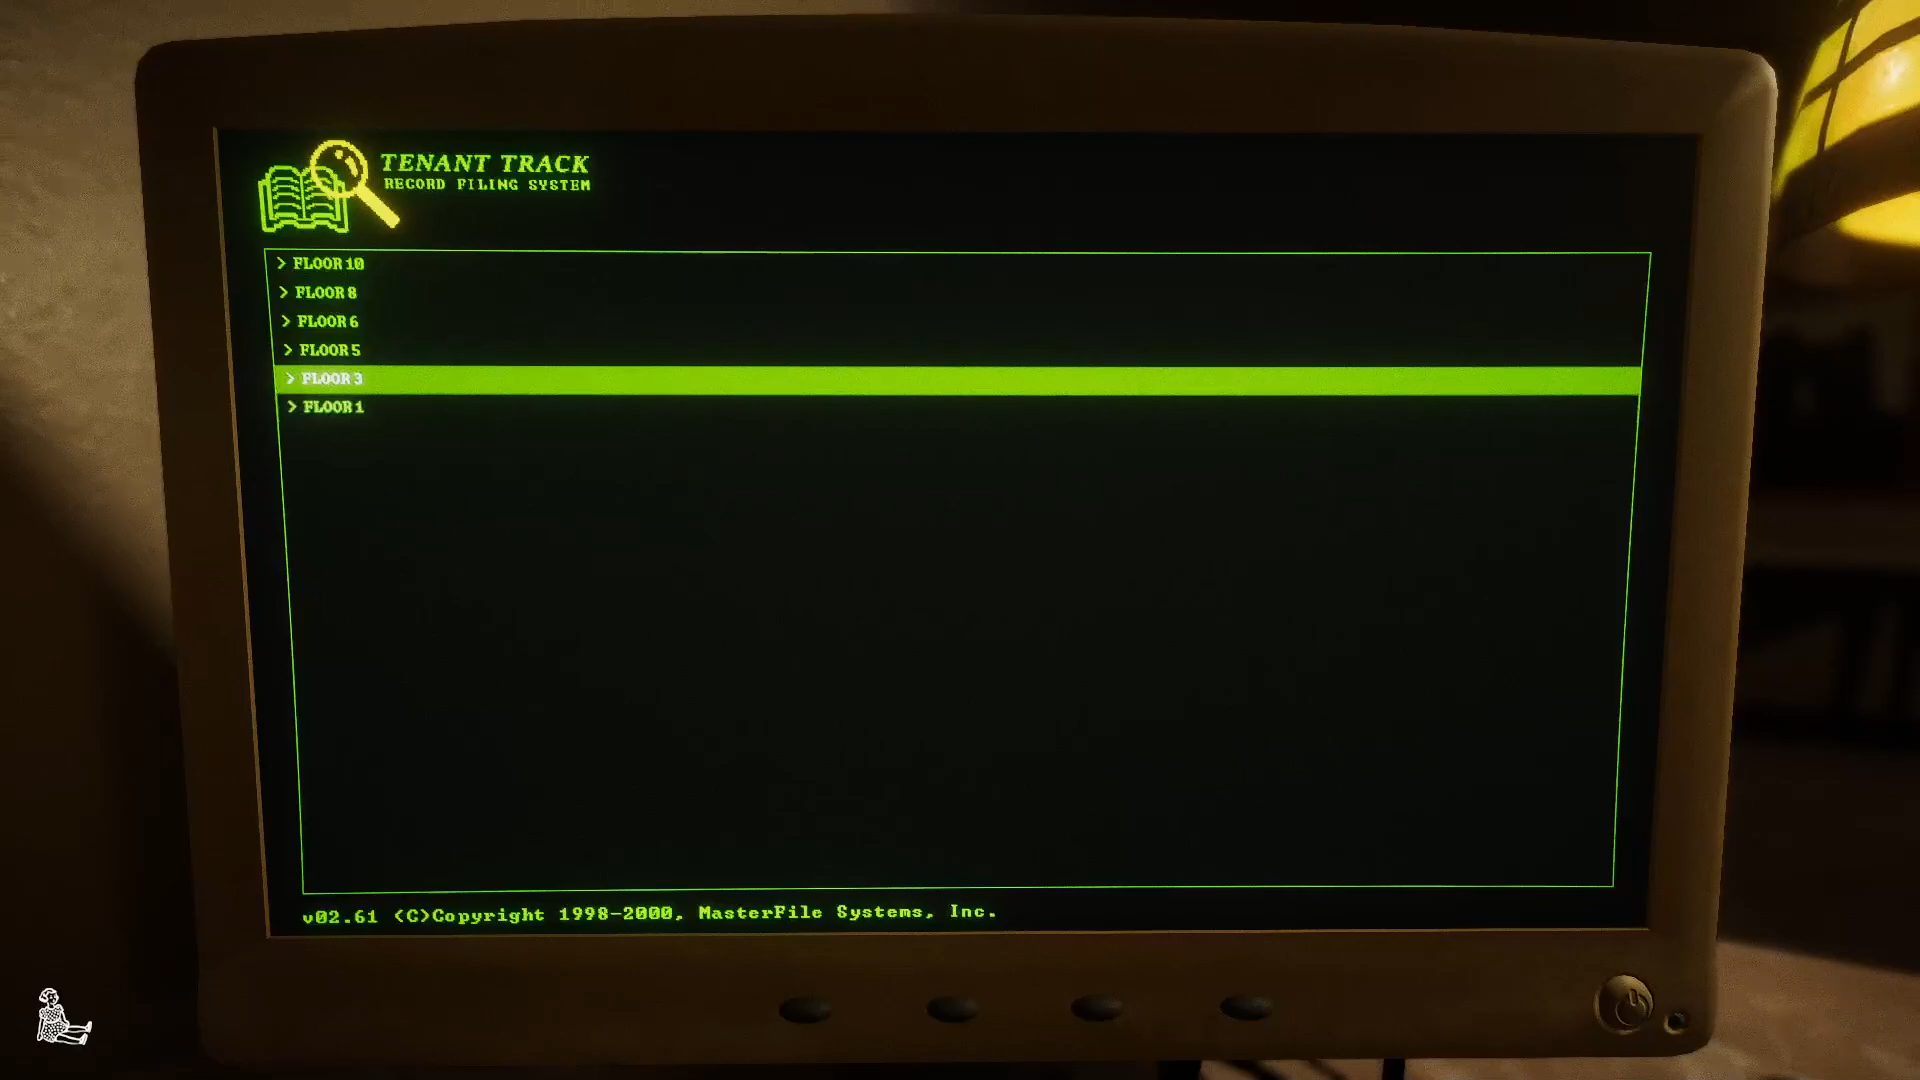 TENANT TRACK
RECORD FILING SYSTEM
> FLOOR 10
> FLOOR 8
> FLOOR 6
> FLOOR 5
> FLOOR 3
> FLOOR 1
v02.61 (C)Copyright 1998-2000, MasterFile Systems, Inc.